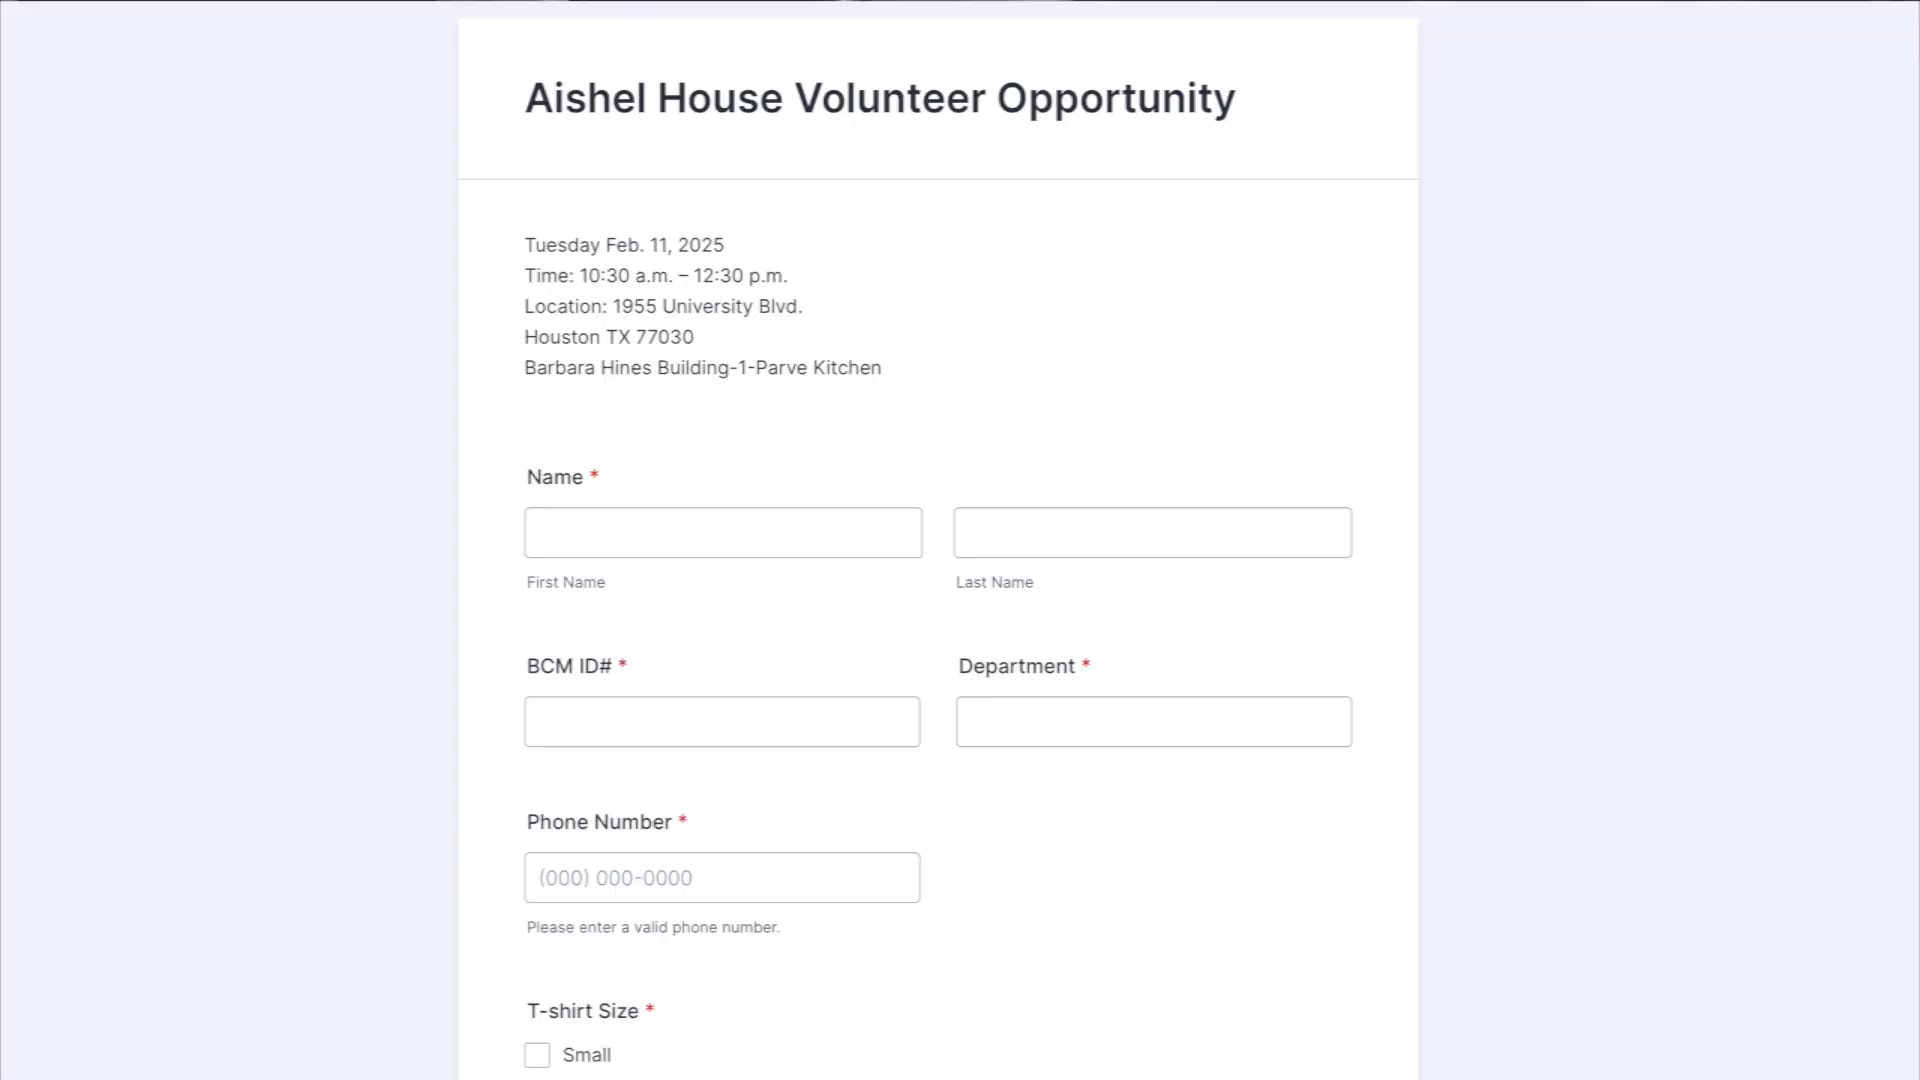 Aishel House Volunteer Opportunity
Tuesday Feb. 11, 2025
Time: 10:30 a.m. – 12:30 p.m.
Location: 1955 University Blvd.
Houston TX 77030
Barbara Hines Building-1-Parve Kitchen
Name *
First Name
Last Name
BCM ID# *
Department *
Phone Number *
(000) 000-0000
Please enter a valid phone number.
T-shirt Size *
Small